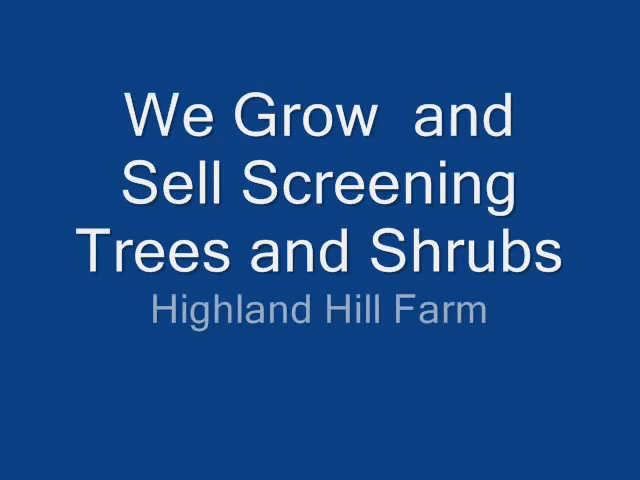 We Grow  and
Sell Screening
Trees and Shrubs
Highland Hill Farm